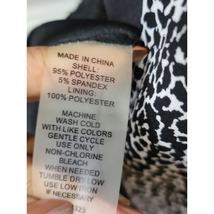 MADE IN CHINA
SHELL:
95% POLYESTER
5% SPANDEX
LINING:
100% POLYESTER
MACHINE
WASH COLD
WITH LIKE COLORS
GENTLE CYCLE
USE ONLY
NON-CHLORINE
BLEACH
WHEN NEEDED
TUMBLE DRY LOW
USE LOW IRON
IF NECESSARY